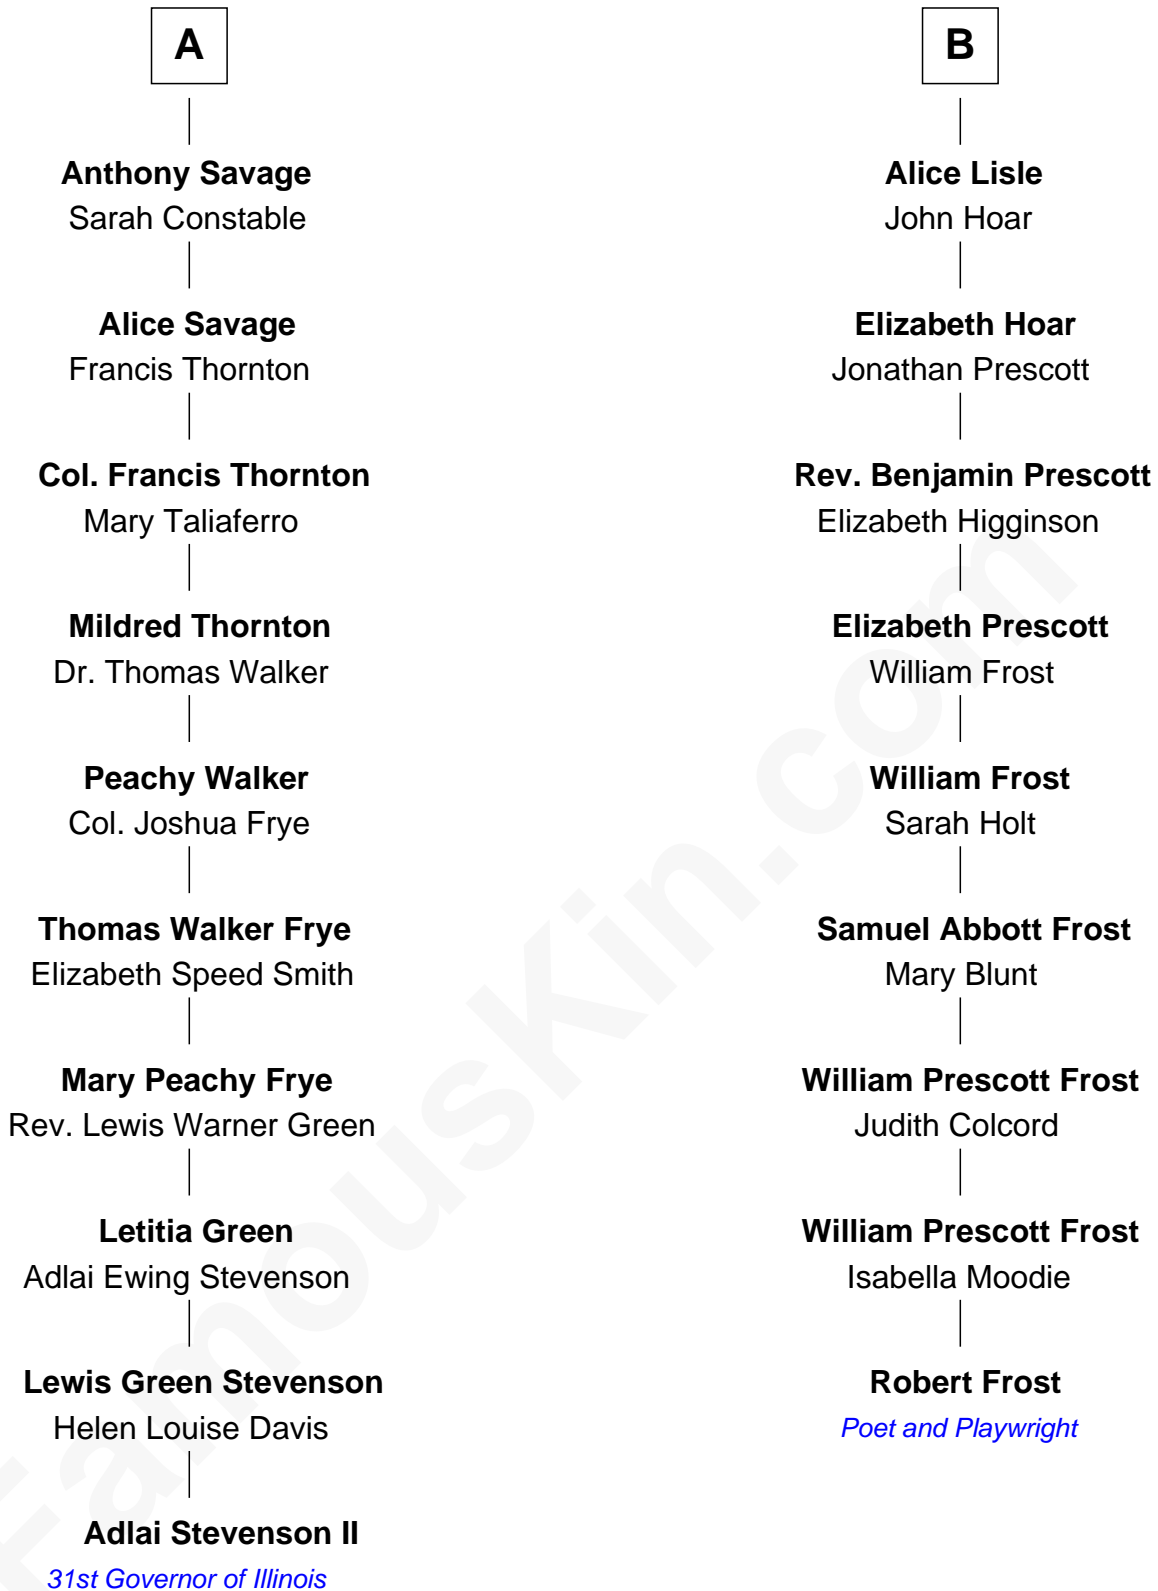 A
Anthony Savage
Sarah Constable
Alice Savage
Francis Thornton
Col. Francis Thornton
Mary Taliaferro
Mildred Thornton
Dr. Thomas Walker
Peachy Walker
Col. Joshua Frye
Thomas Walker Frye
Elizabeth Speed Smith
Mary Peachy Frye
Rev. Lewis Warner Green
Letitia Green
Adlai Ewing Stevenson
Lewis Green Stevenson
Helen Louise Davis
Adlai Stevenson II
31st Governor of Illinois
B
Alice Lisle
John Hoar
Elizabeth Hoar
Jonathan Prescott
Rev. Benjamin Prescott
Elizabeth Higginson
Elizabeth Prescott
William Frost
William Frost
Sarah Holt
Samuel Abbott Frost
Mary Blunt
William Prescott Frost
Judith Colcord
William Prescott Frost
Isabella Moodie
Robert Frost
Poet and Playwright
FamousKin.com